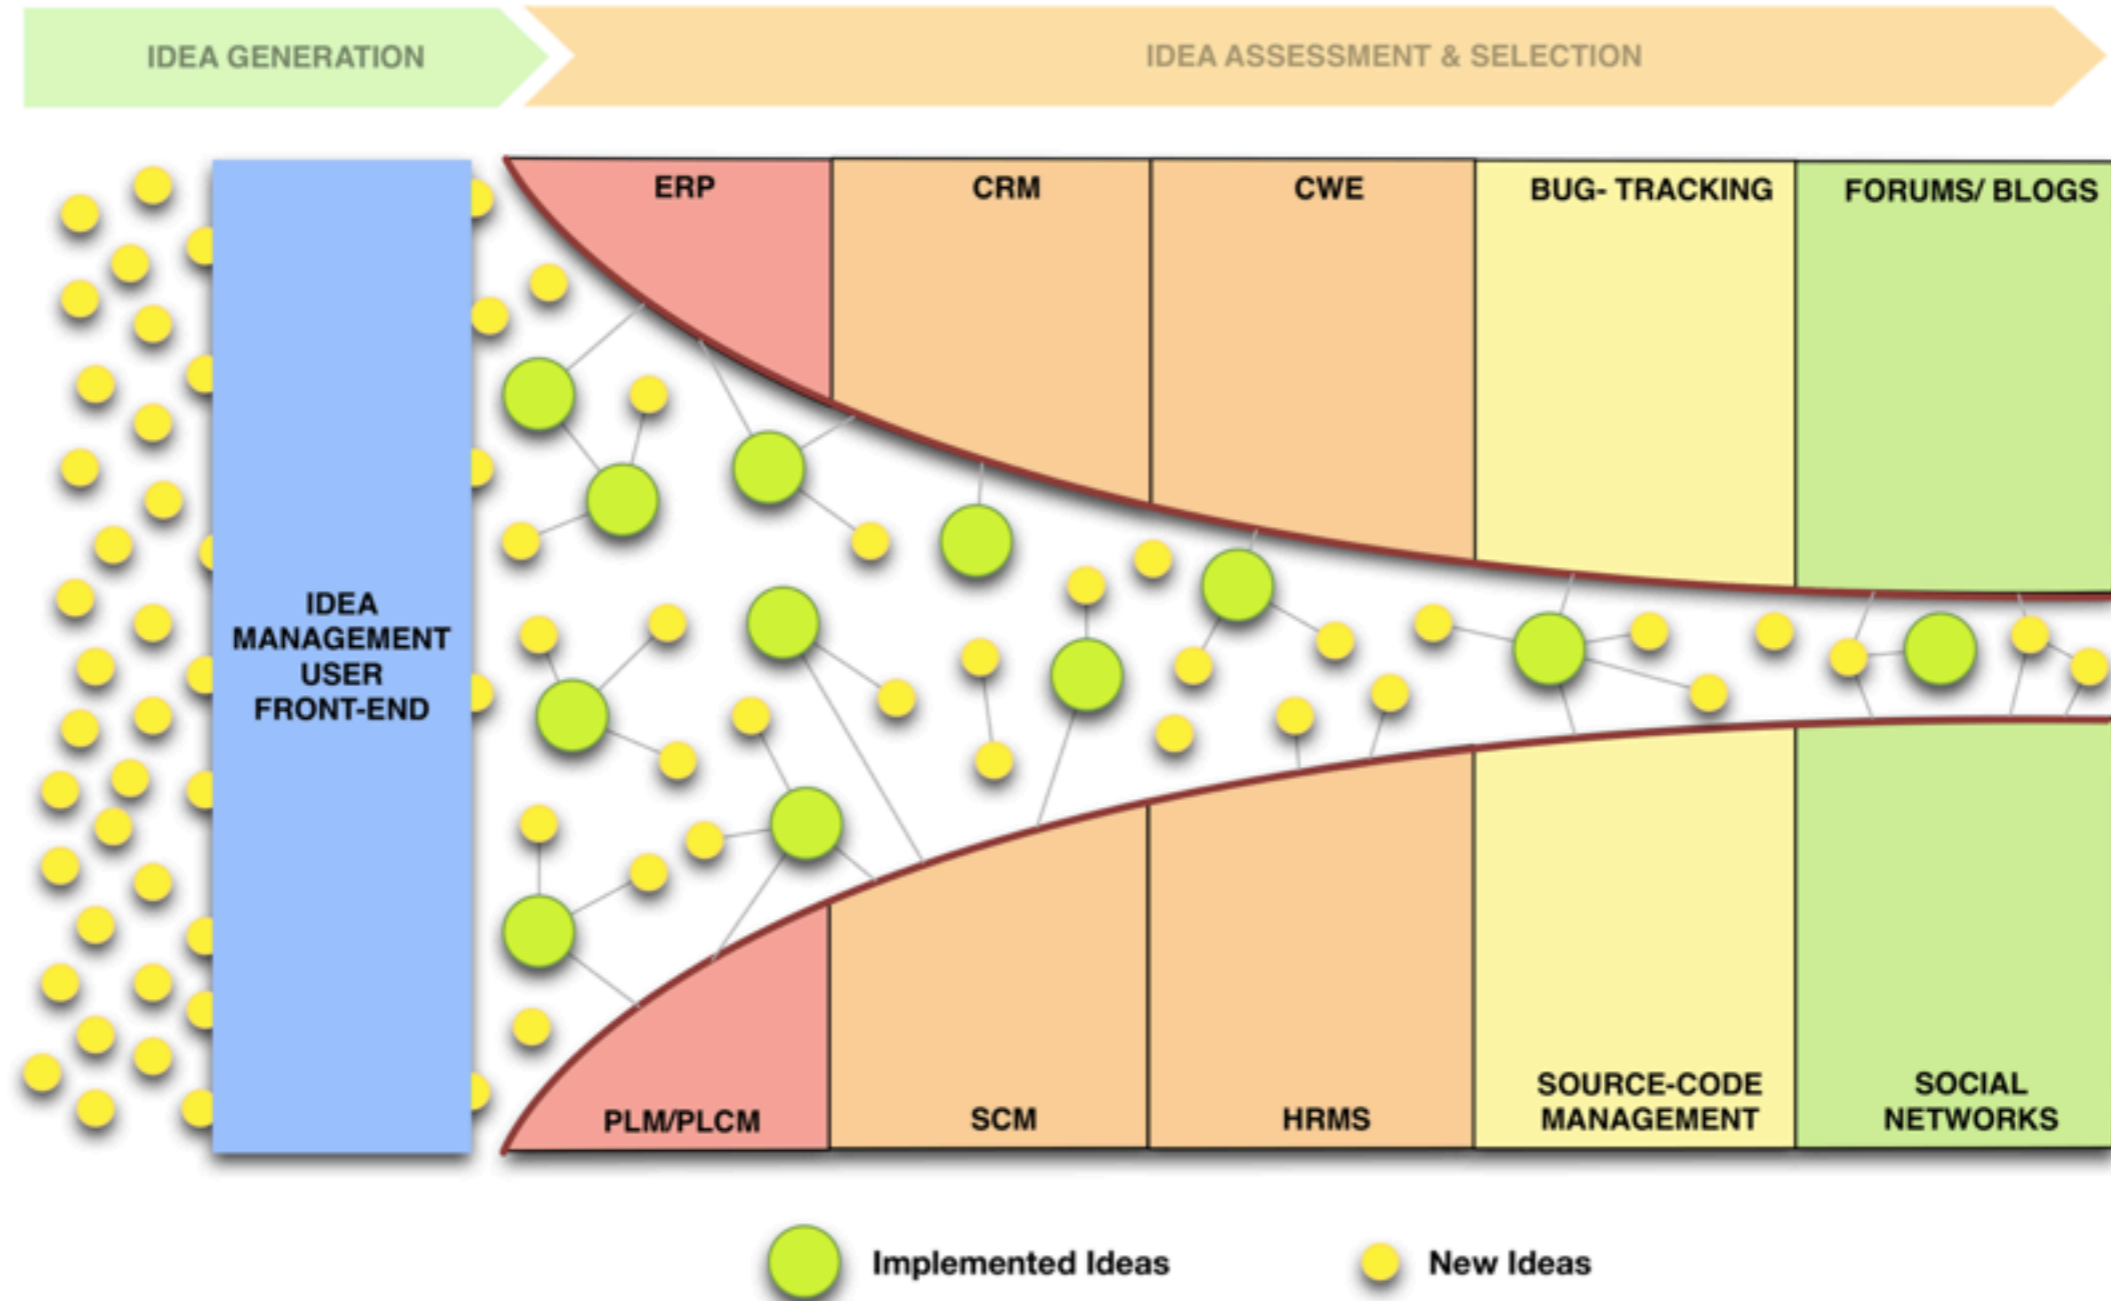 IDEA GENERATION
IDEA ASSESSMENT & SELECTION
ERP
CRM
CWE
BUG- TRACKING
FORUMS/ BLOGS
IDEA
MANAGEMENT
USER
FRONT-END
PLM/PLCM
SCM
HRMS
SOURCE-CODE
MANAGEMENT
SOCIAL
NETWORKS
Implemented Ideas
New Ideas